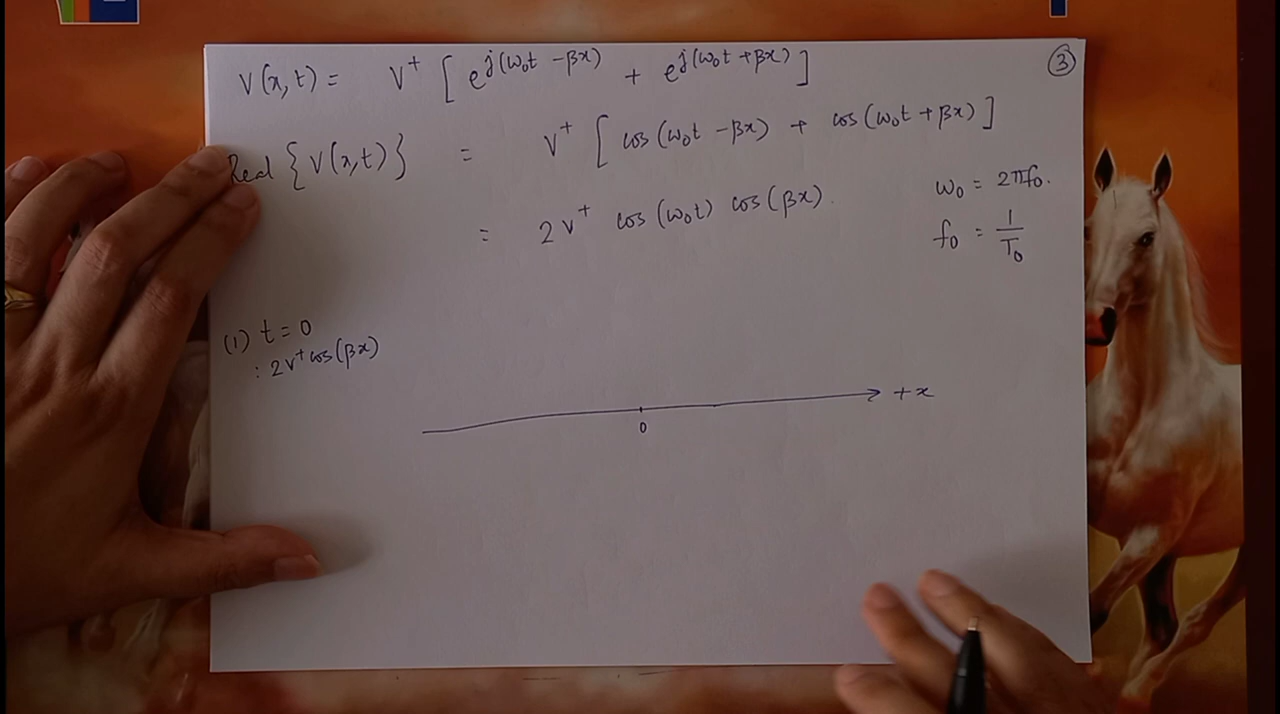 V(x,t) = V⁺ [ e^{j(ω₀t - βx)} + e^{j(ω₀t + βx)} ]
③
Real {V(x,t)} = V⁺ [ cos(ω₀t - βx) + cos(ω₀t + βx) ]
= 2V⁺ cos(ω₀t) cos(βx).
ω₀ = 2πf₀.
f₀ = 1/T₀
(1) t = 0
: 2V⁺ cos(βx)
+x
0